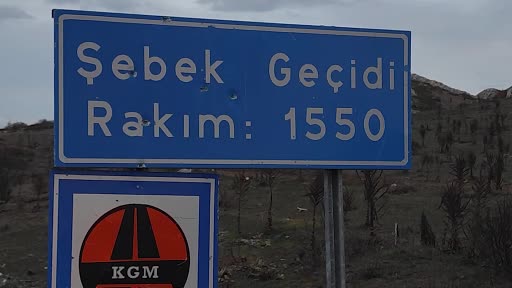 Şebek Geçidi
Rakım: 1550
KGM